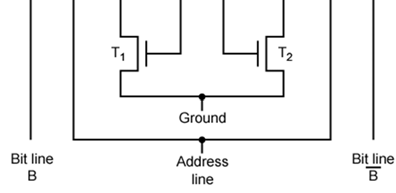 T1
T2
Ground
Bit line
B
Address
line
Bit line
B̅